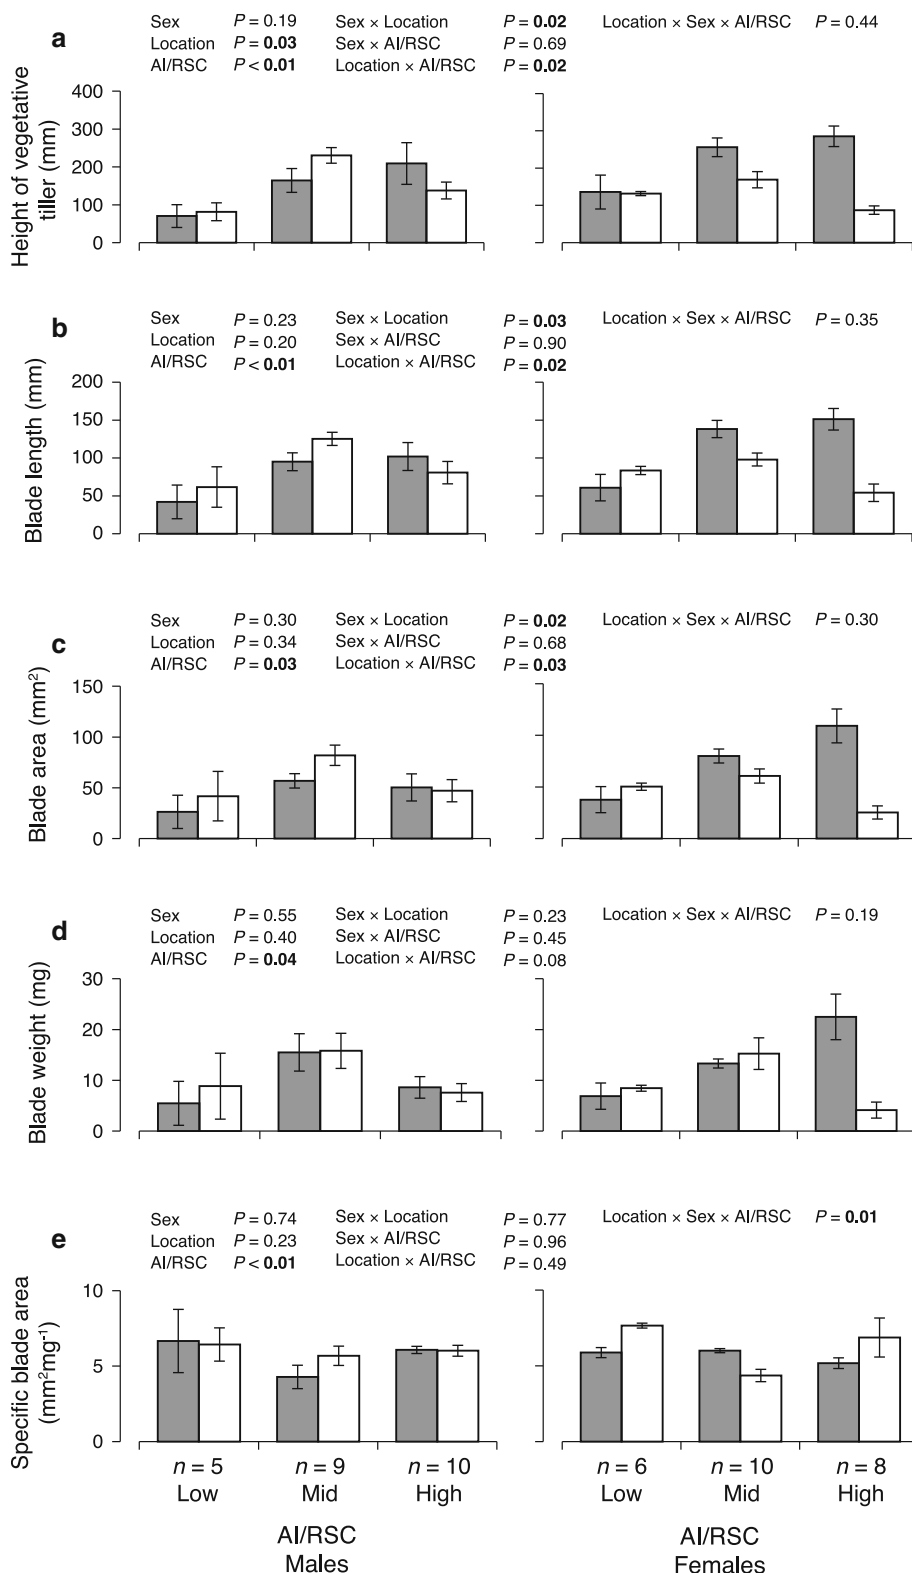 a
Sex P = 0.19 Sex × Location P = 0.02 Location × Sex × AI/RSC P = 0.44
Location P = 0.03 Sex × AI/RSC P = 0.69
AI/RSC P < 0.01 Location × AI/RSC P = 0.02
Height of vegetative
tiller (mm)
400
300
200
100
0
b
Sex P = 0.23 Sex × Location P = 0.03 Location × Sex × AI/RSC P = 0.35
Location P = 0.20 Sex × AI/RSC P = 0.90
AI/RSC P < 0.01 Location × AI/RSC P = 0.02
Blade length (mm)
200
150
100
50
0
c
Sex P = 0.30 Sex × Location P = 0.02 Location × Sex × AI/RSC P = 0.30
Location P = 0.34 Sex × AI/RSC P = 0.68
AI/RSC P = 0.03 Location × AI/RSC P = 0.03
Blade area (mm²)
150
100
50
0
d
Sex P = 0.55 Sex × Location P = 0.23 Location × Sex × AI/RSC P = 0.19
Location P = 0.40 Sex × AI/RSC P = 0.45
AI/RSC P = 0.04 Location × AI/RSC P = 0.08
Blade weight (mg)
30
20
10
0
e
Sex P = 0.74 Sex × Location P = 0.77 Location × Sex × AI/RSC P = 0.01
Location P = 0.23 Sex × AI/RSC P = 0.96
AI/RSC P < 0.01 Location × AI/RSC P = 0.49
Specific blade area
(mm²mg⁻¹)
10
5
0
n = 5 n = 9 n = 10 n = 6 n = 10 n = 8
Low Mid High Low Mid High
AI/RSC AI/RSC
Males Females